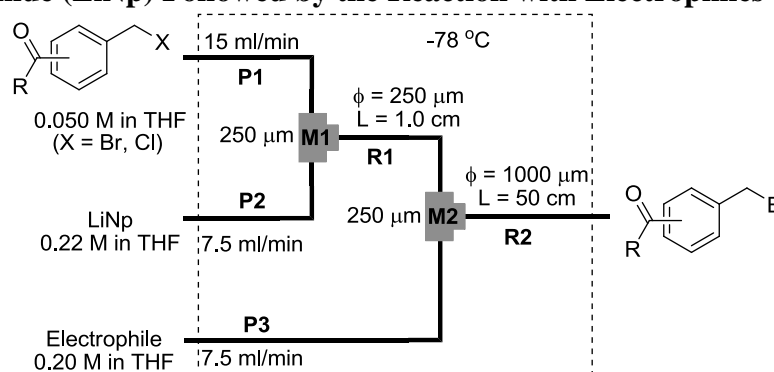 ide (LiNp) Followed by the Reaction with Electrophiles
O
X
R
15 ml/min
-78 °C
P1
0.050 M in THF
(X = Br, Cl)
ϕ = 250 μm
L = 1.0 cm
250 μm M1
R1
ϕ = 1000 μm
L = 50 cm
P2
LiNp
0.22 M in THF
7.5 ml/min
250 μm M2
R2
O
E
R
P3
Electrophile
0.20 M in THF
7.5 ml/min